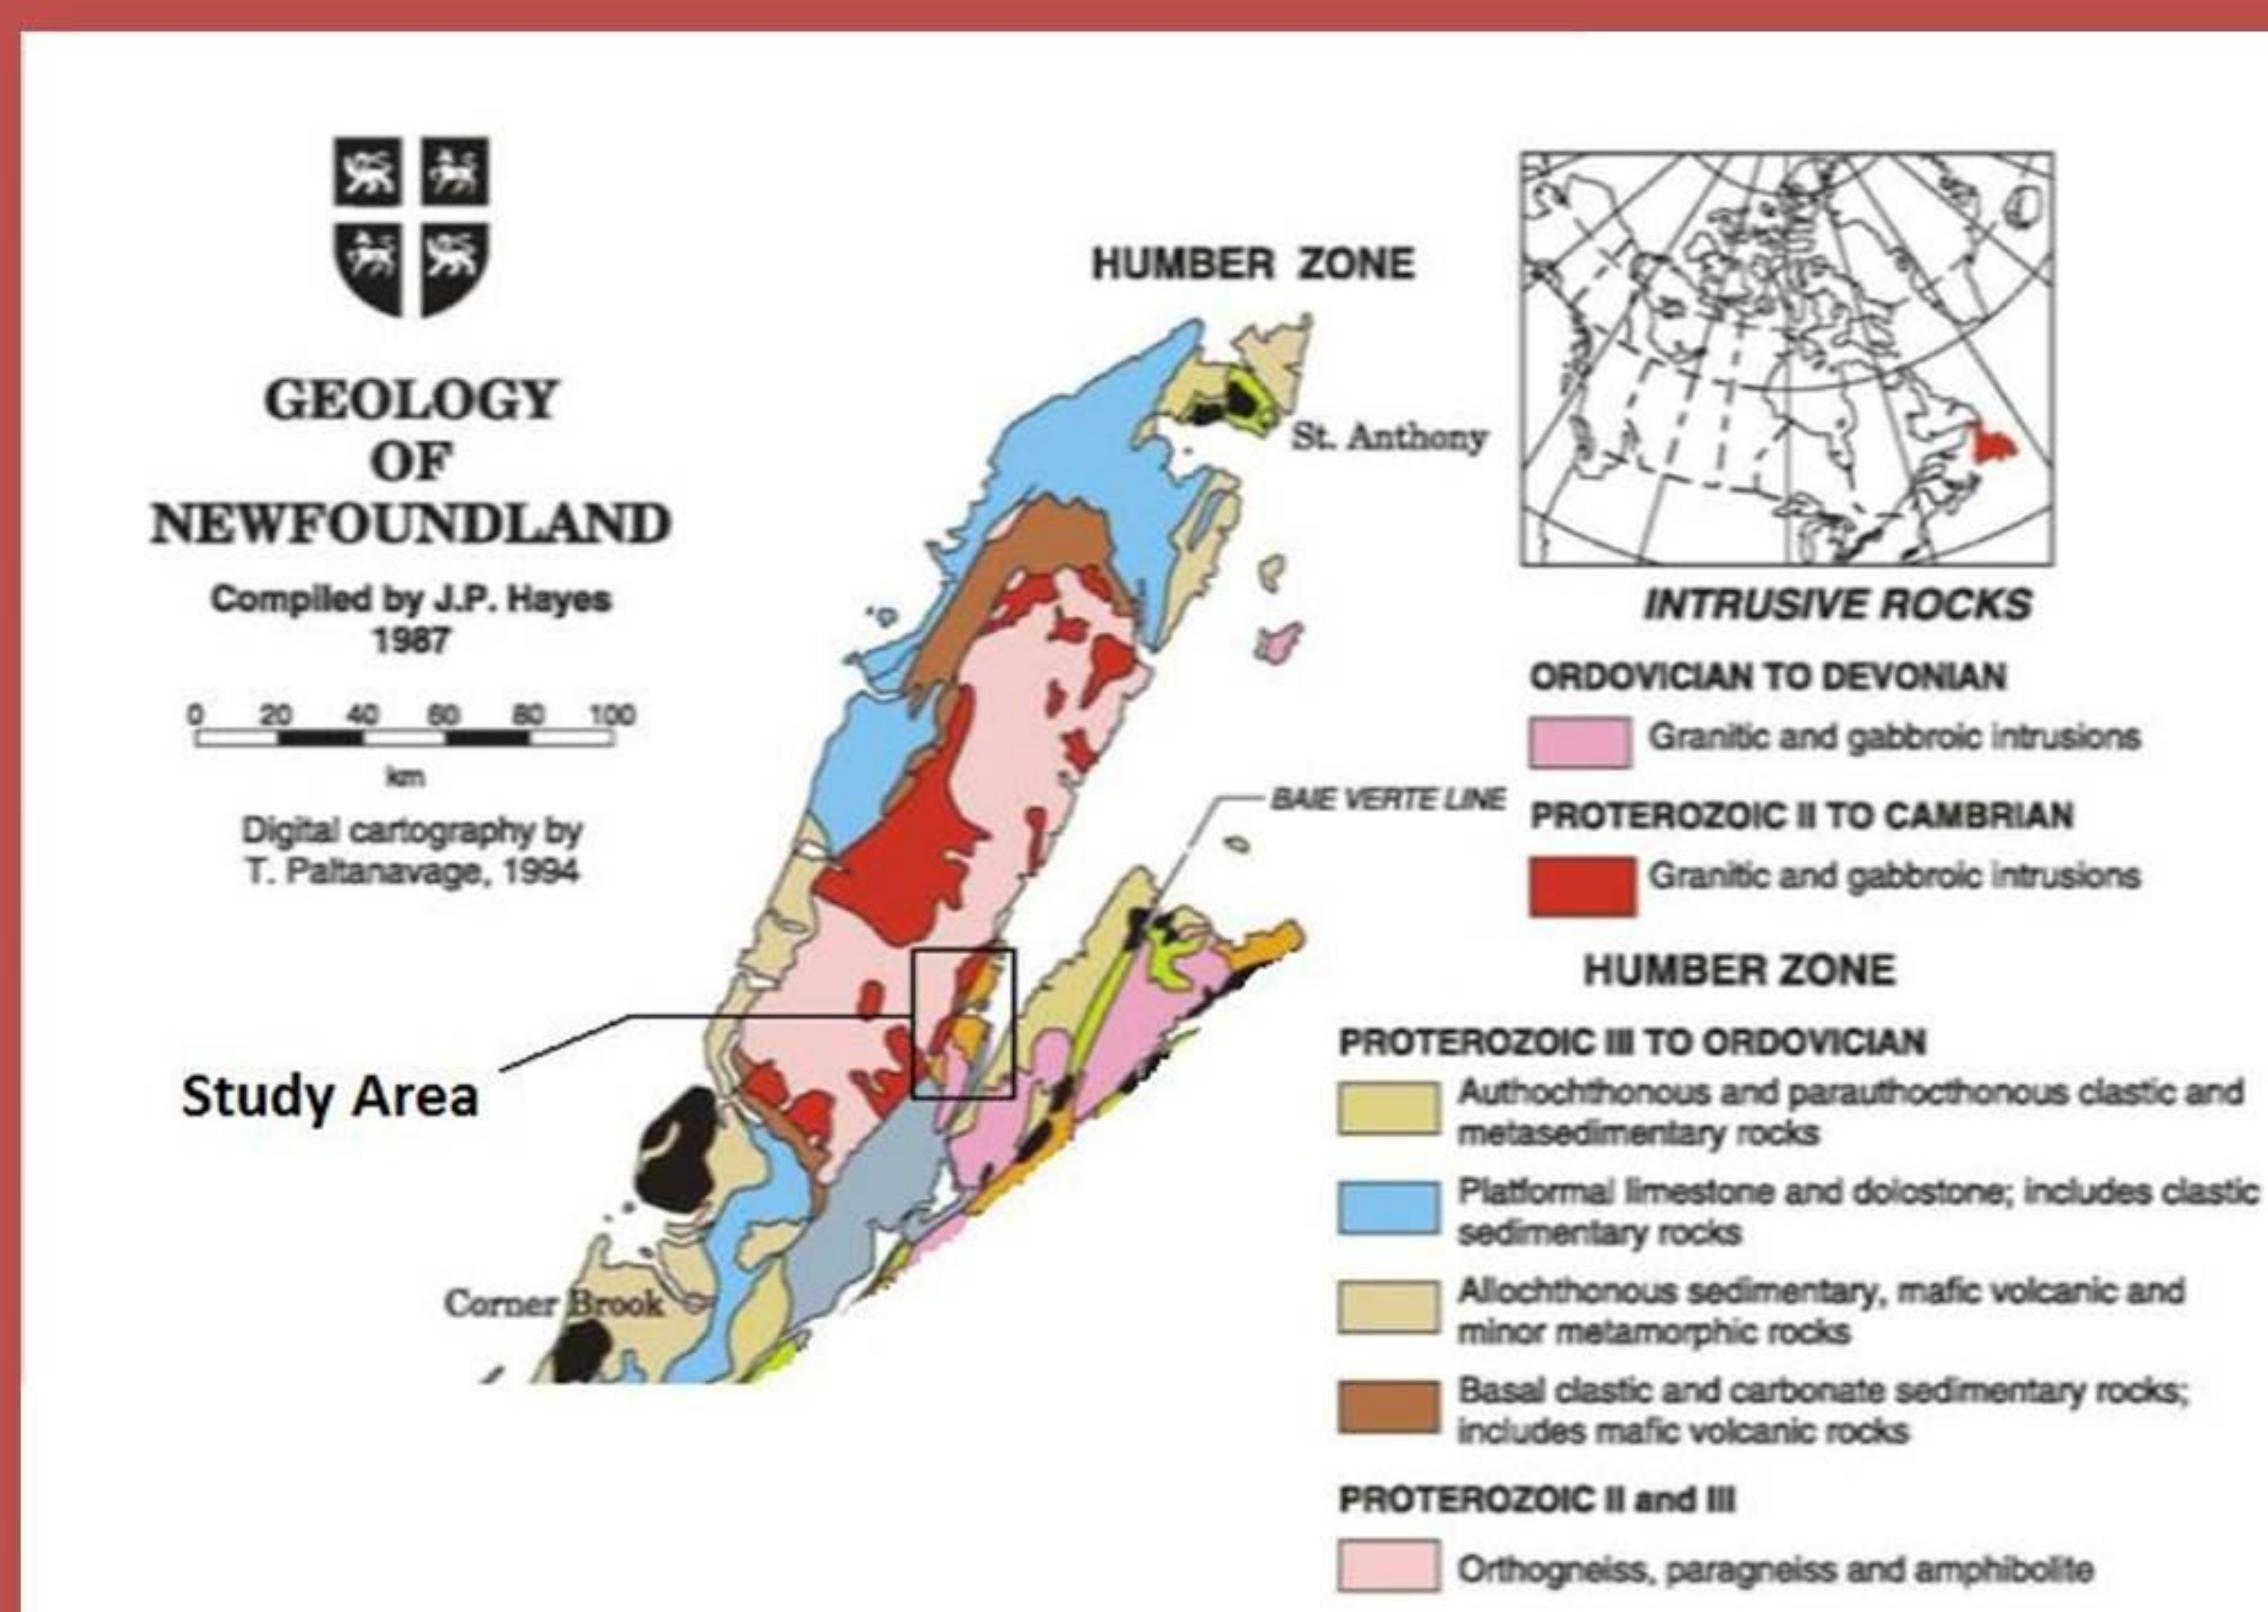 GEOLOGY
OF
NEWFOUNDLAND
Compiled by J.P. Hayes
1987
0 20 40 60 80 100
km
Digital cartography by
T. Paltanavage, 1994
HUMBER ZONE
St. Anthony
BAIE VERTE LINE
Study Area
Corner Brook
INTRUSIVE ROCKS
ORDOVICIAN TO DEVONIAN
Granitic and gabbroic intrusions
PROTEROZOIC II TO CAMBRIAN
Granitic and gabbroic intrusions
HUMBER ZONE
PROTEROZOIC III TO ORDOVICIAN
Authochthonous and parauthocthonous clastic and
metasedimentary rocks
Platformal limestone and dolostone; includes clastic
sedimentary rocks
Allochthonous sedimentary, mafic volcanic and
minor metamorphic rocks
Basal clastic and carbonate sedimentary rocks;
includes mafic volcanic rocks
PROTEROZOIC II and III
Orthogneiss, paragneiss and amphibolite